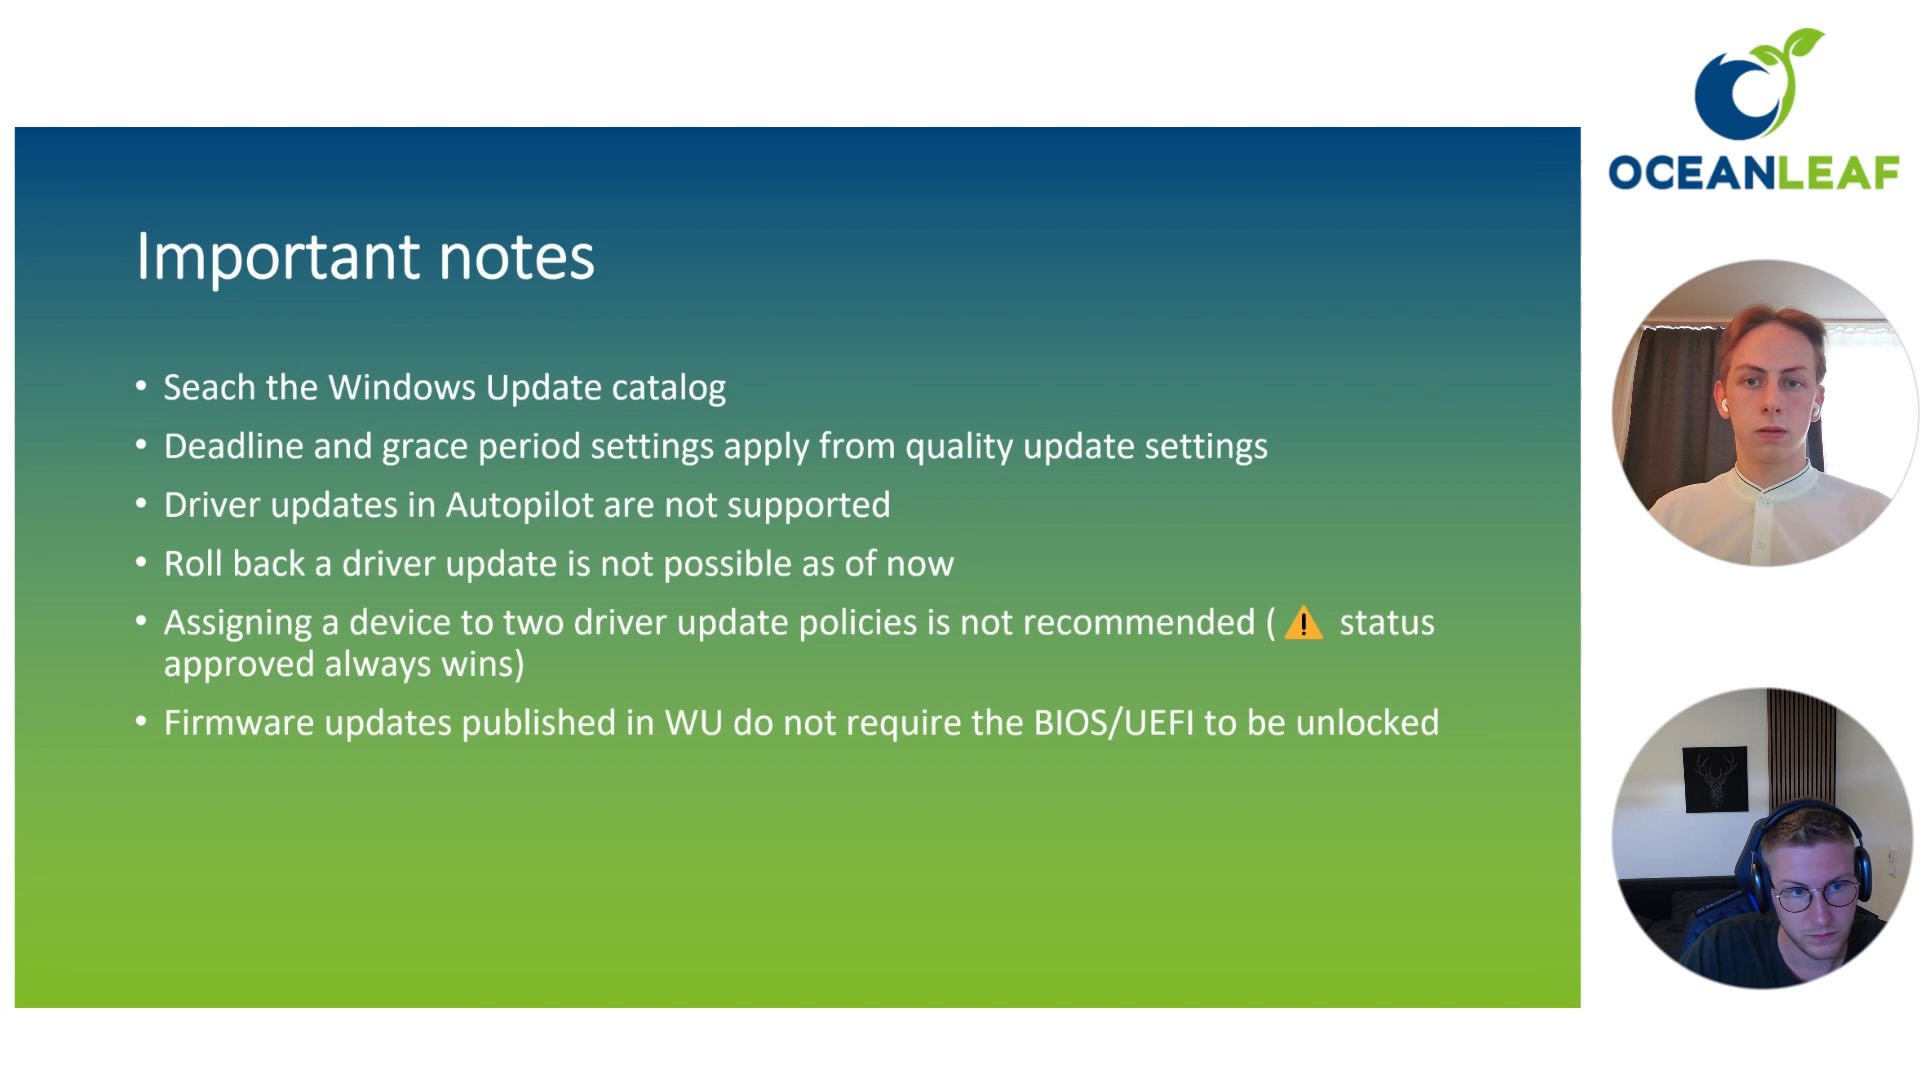 OCEANLEAF
Important notes
• Seach the Windows Update catalog
• Deadline and grace period settings apply from quality update settings
• Driver updates in Autopilot are not supported
• Roll back a driver update is not possible as of now
• Assigning a device to two driver update policies is not recommended (⚠️ status
approved always wins)
• Firmware updates published in WU do not require the BIOS/UEFI to be unlocked